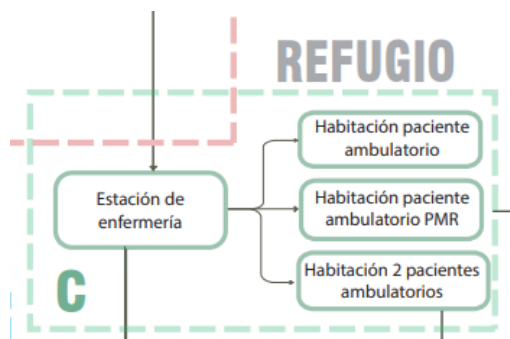 REFUGIO
Habitación paciente
ambulatorio
Estación de
enfermería
Habitación paciente
ambulatorio PMR
Habitación 2 pacientes
ambulatorios
C